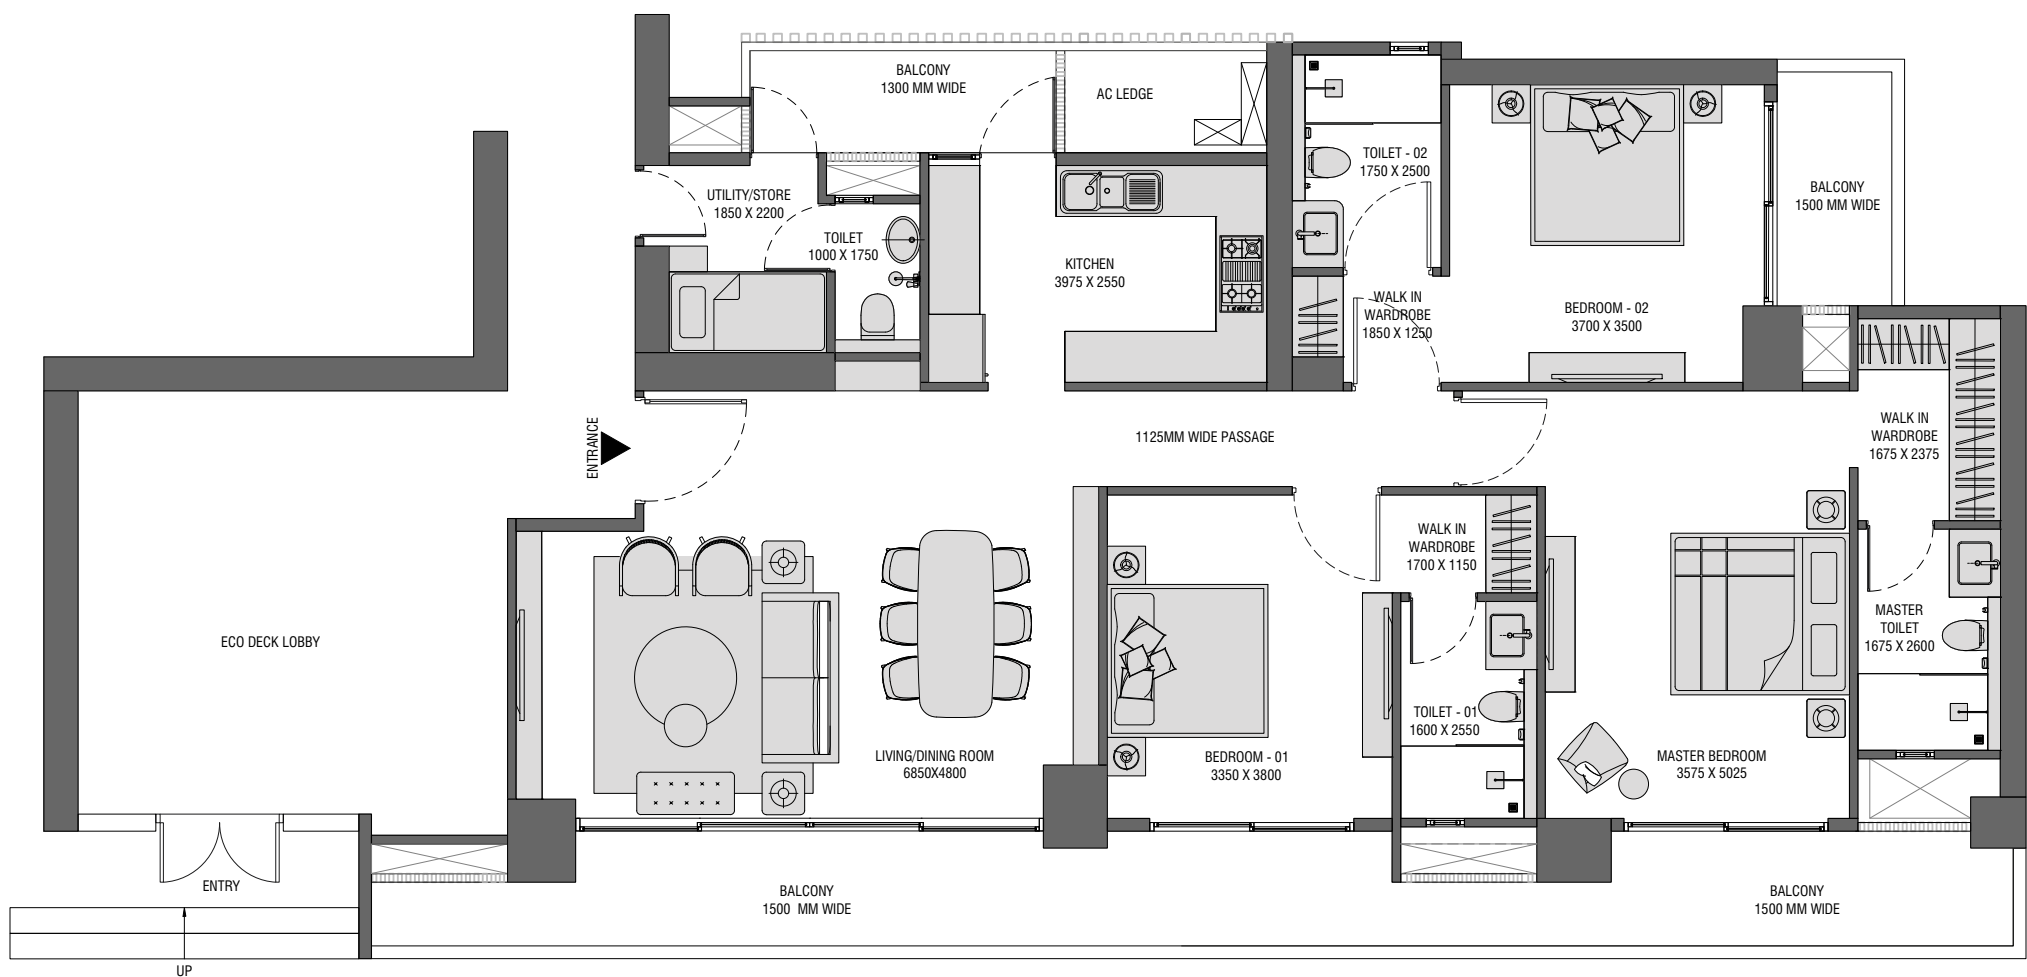 BALCONY
1300 MM WIDE
AC LEDGE
TOILET - 02
1750 X 2500
BALCONY
1500 MM WIDE
UTILITY/STORE
1850 X 2200
TOILET
1000 X 1750
KITCHEN
3975 X 2550
WALK IN
WARDROBE
1850 X 1250
BEDROOM - 02
3700 X 3500
ENTRANCE
1125MM WIDE PASSAGE
WALK IN
WARDROBE
1675 X 2375
WALK IN
WARDROBE
1700 X 1150
ECO DECK LOBBY
MASTER
TOILET
1675 X 2600
TOILET - 01
1600 X 2550
LIVING/DINING ROOM
6850X4800
BEDROOM - 01
3350 X 3800
MASTER BEDROOM
3575 X 5025
ENTRY
BALCONY
1500 MM WIDE
BALCONY
1500 MM WIDE
UP